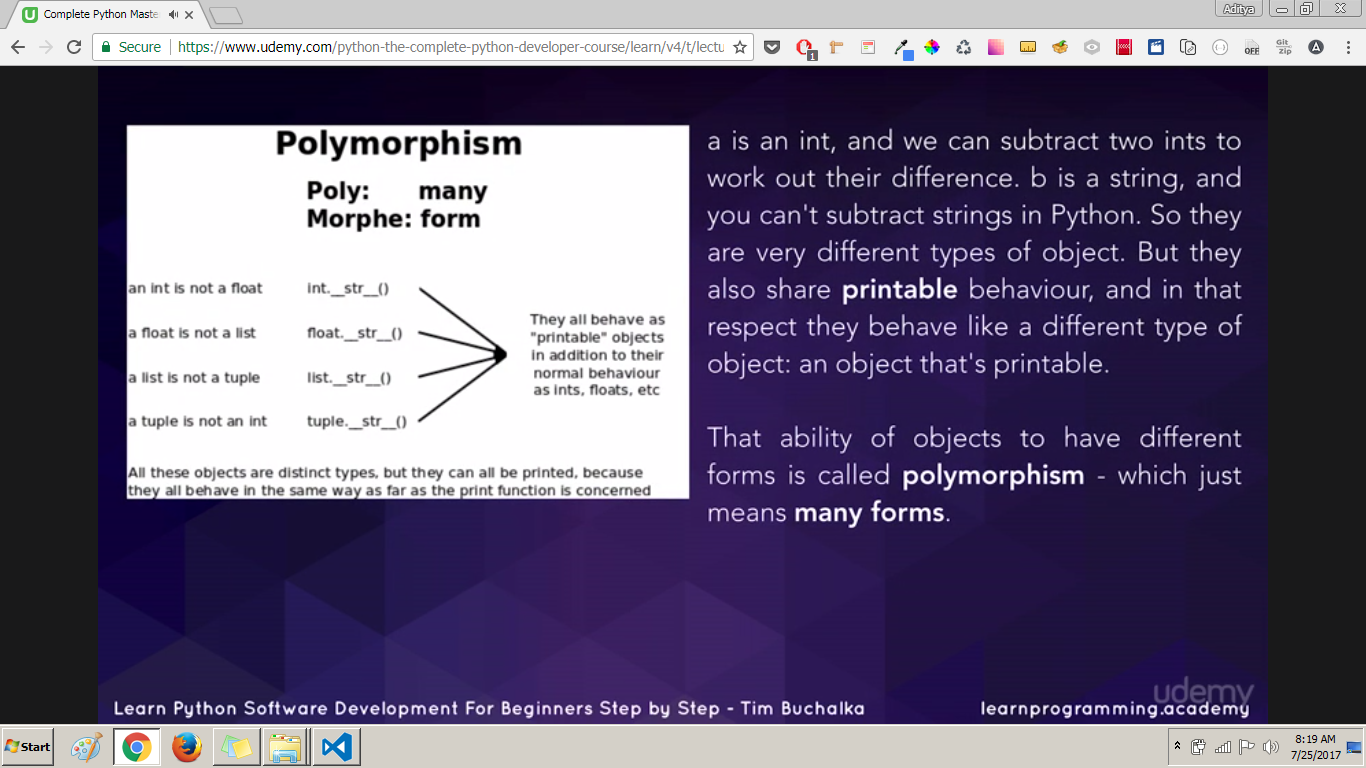 Complete Python Maste
Aditya
Secure https://www.udemy.com/python-the-complete-python-developer-course/learn/v4/t/lectu
1
OFF
Git
Zip
A
Polymorphism
Poly: many
Morphe: form
an int is not a float int.__str__()
a float is not a list float.__str__()
a list is not a tuple list.__str__()
a tuple is not an int tuple.__str__()
They all behave as
"printable" objects
in addition to their
normal behaviour
as ints, floats, etc
All these objects are distinct types, but they can all be printed, because
they all behave in the same way as far as the print function is concerned
a is an int, and we can subtract two ints to
work out their difference. b is a string, and
you can't subtract strings in Python. So they
are very different types of object. But they
also share printable behaviour, and in that
respect they behave like a different type of
object: an object that's printable.
That ability of objects to have different
forms is called polymorphism - which just
means many forms.
udemy
Learn Python Software Development For Beginners Step by Step - Tim Buchalka
learnprogramming.academy
Start
8:19 AM
7/25/2017